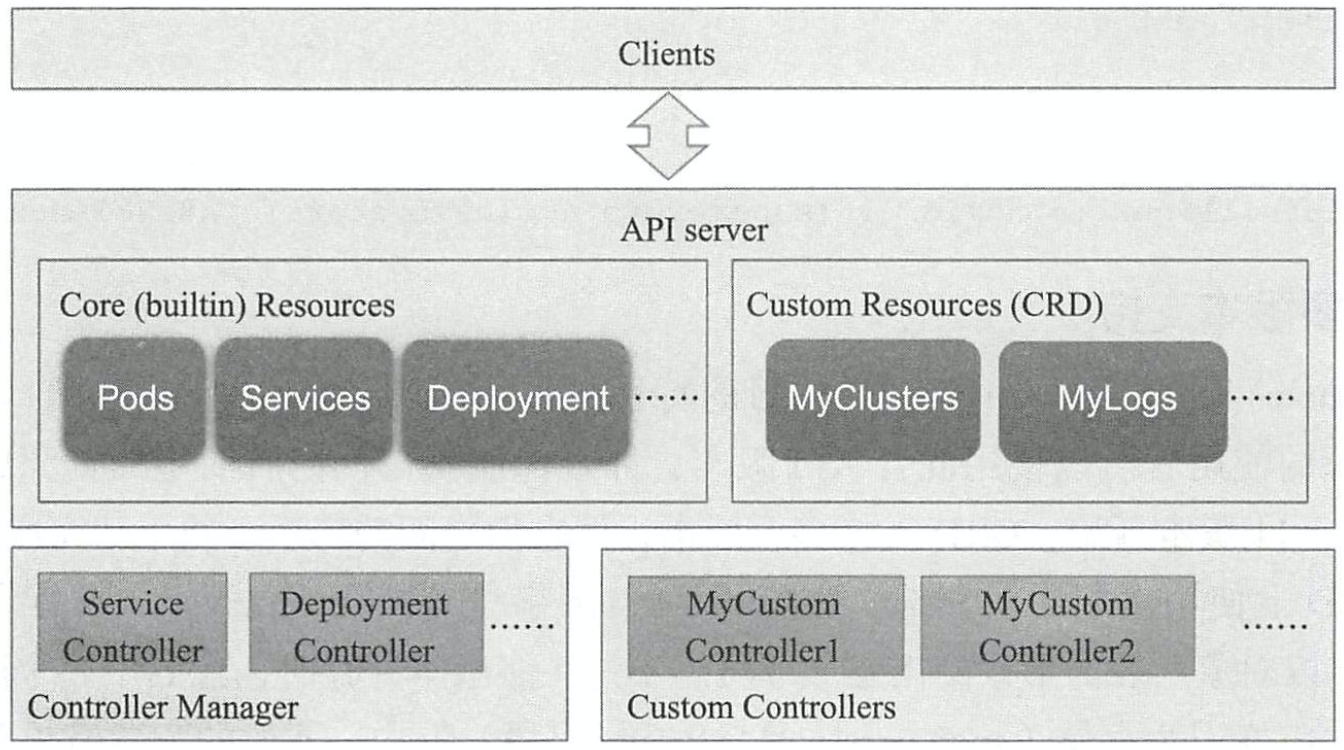 Clients
API server
Core (builtin) Resources
Pods
Services
Deployment
······
Custom Resources (CRD)
MyClusters
MyLogs
······
Service
Controller
Deployment
Controller
······
Controller Manager
MyCustom
Controller1
MyCustom
Controller2
······
Custom Controllers